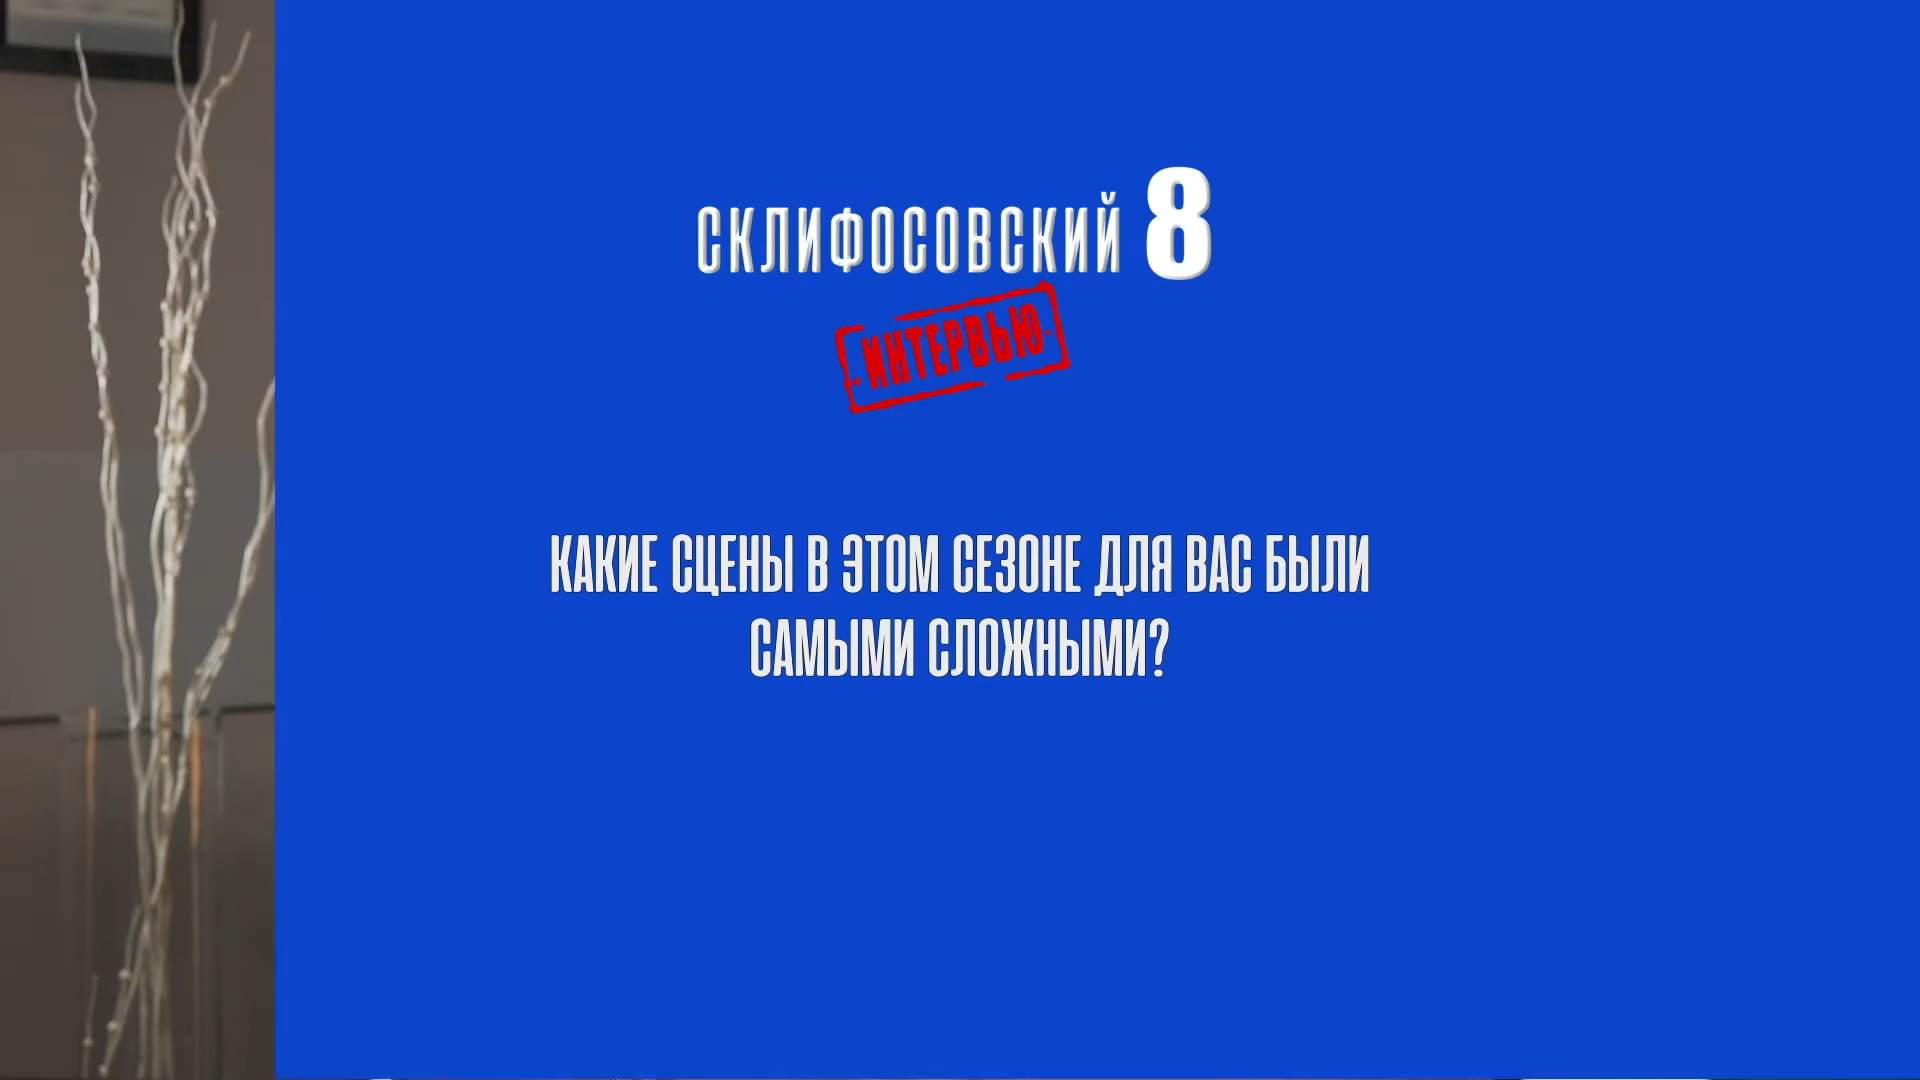 СКЛИФОСОВСКИЙ 8
ИНТЕРВЬЮ
КАКИЕ СЦЕНЫ В ЭТОМ СЕЗОНЕ ДЛЯ ВАС БЫЛИ
САМЫМИ СЛОЖНЫМИ?